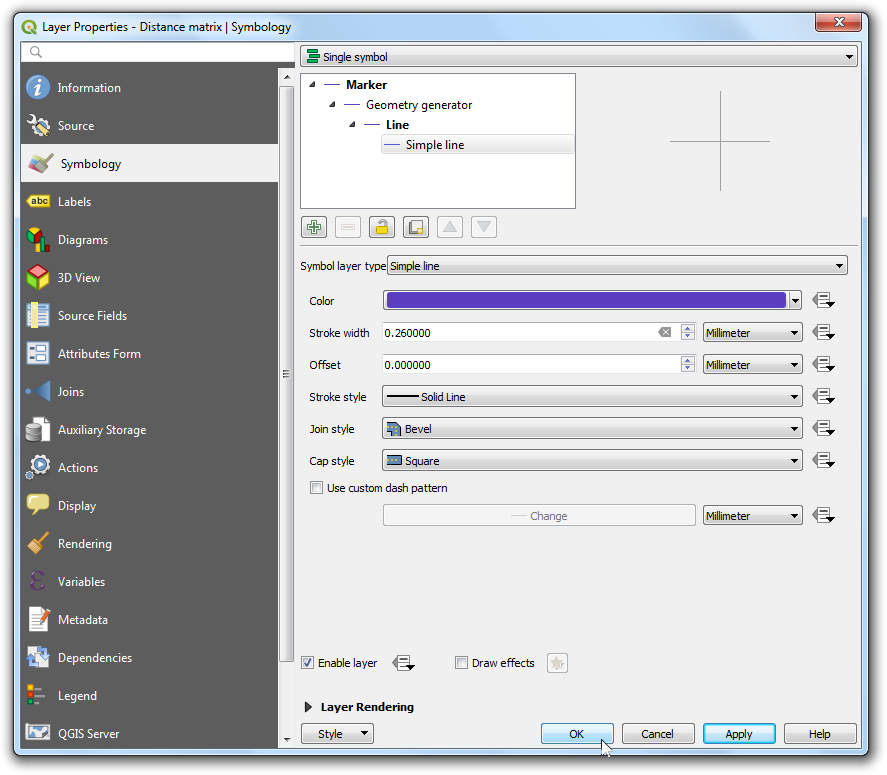 Layer Properties - Distance matrix | Symbology
Information
Source
Symbology
abc Labels
Diagrams
3D View
Source Fields
Attributes Form
Joins
Auxiliary Storage
Actions
Display
Rendering
ε Variables
Metadata
Dependencies
Legend
QGIS Server
Single symbol
Marker
Geometry generator
Line
Simple line
Symbol layer type Simple line
Color
Stroke width 0.260000 Millimeter
Offset 0.000000 Millimeter
Stroke style Solid Line
Join style Bevel
Cap style Square
Use custom dash pattern
Change Millimeter
Enable layer Draw effects
Layer Rendering
Style OK Cancel Apply Help